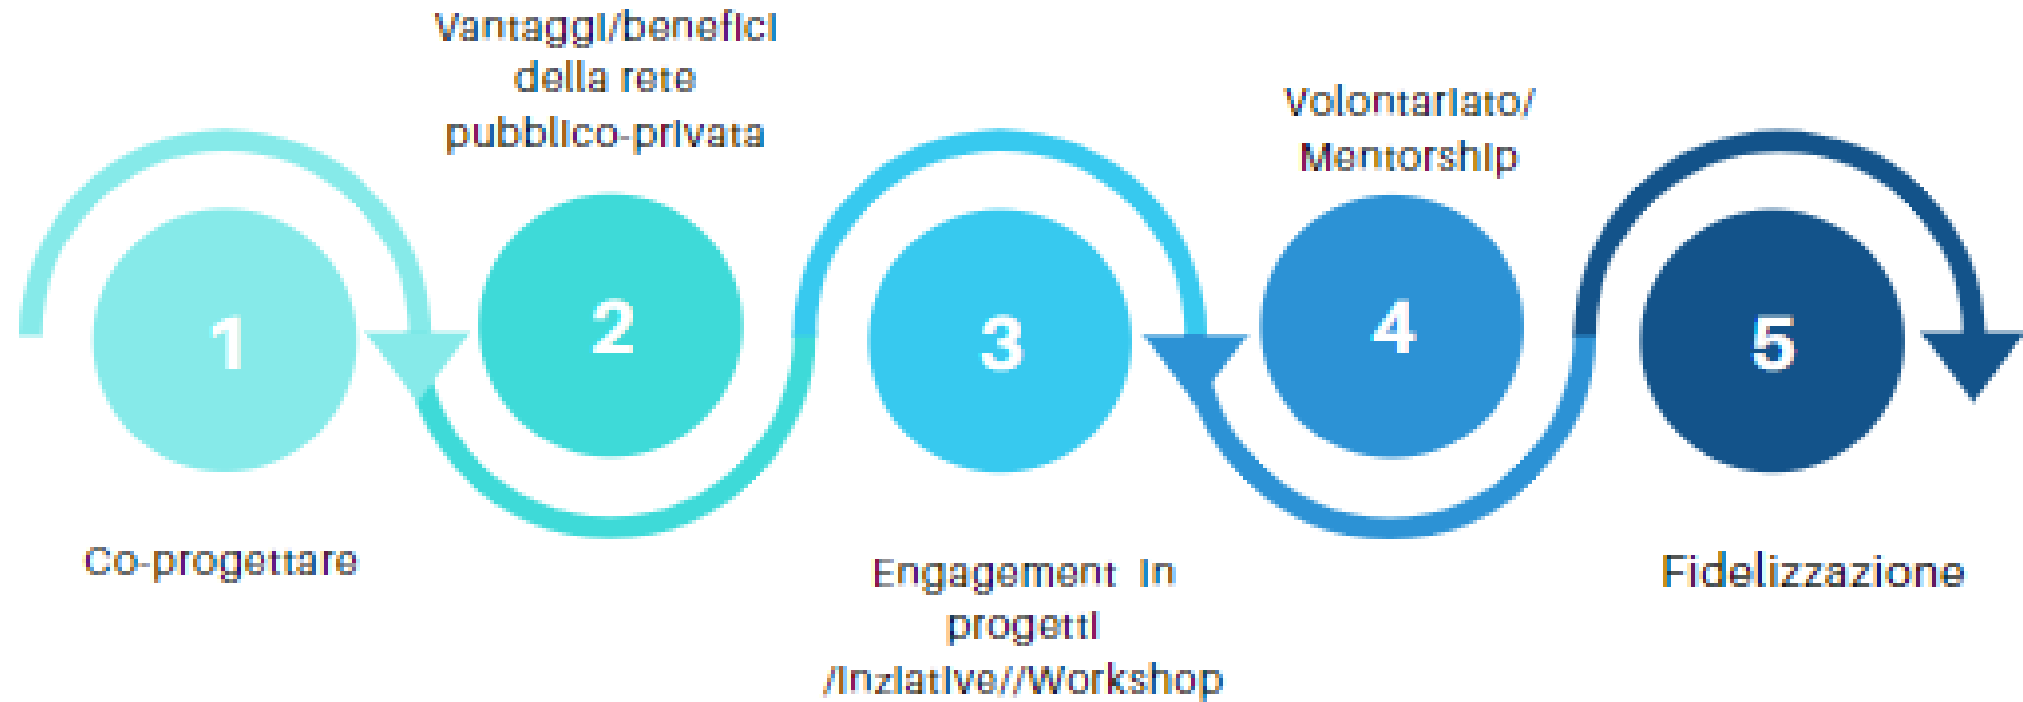 1
Co-progettare
Vantaggi/benefici
della rete
pubblico-privata
2
3
Engagement in
progetti
/inziative//Workshop
Volontariato/
Mentorship
4
5
Fidelizzazione